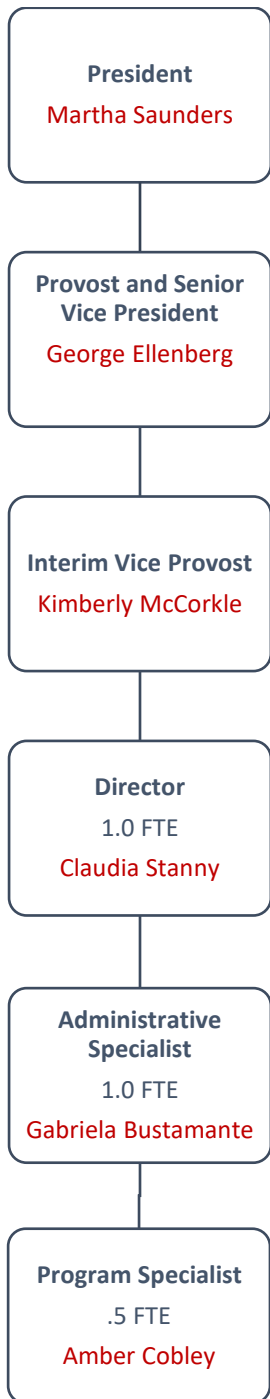 President
Martha Saunders
Provost and Senior
Vice President
George Ellenberg
Interim Vice Provost
Kimberly McCorkle
Director
1.0 FTE
Claudia Stanny
Administrative
Specialist
1.0 FTE
Gabriela Bustamante
Program Specialist
.5 FTE
Amber Cobley